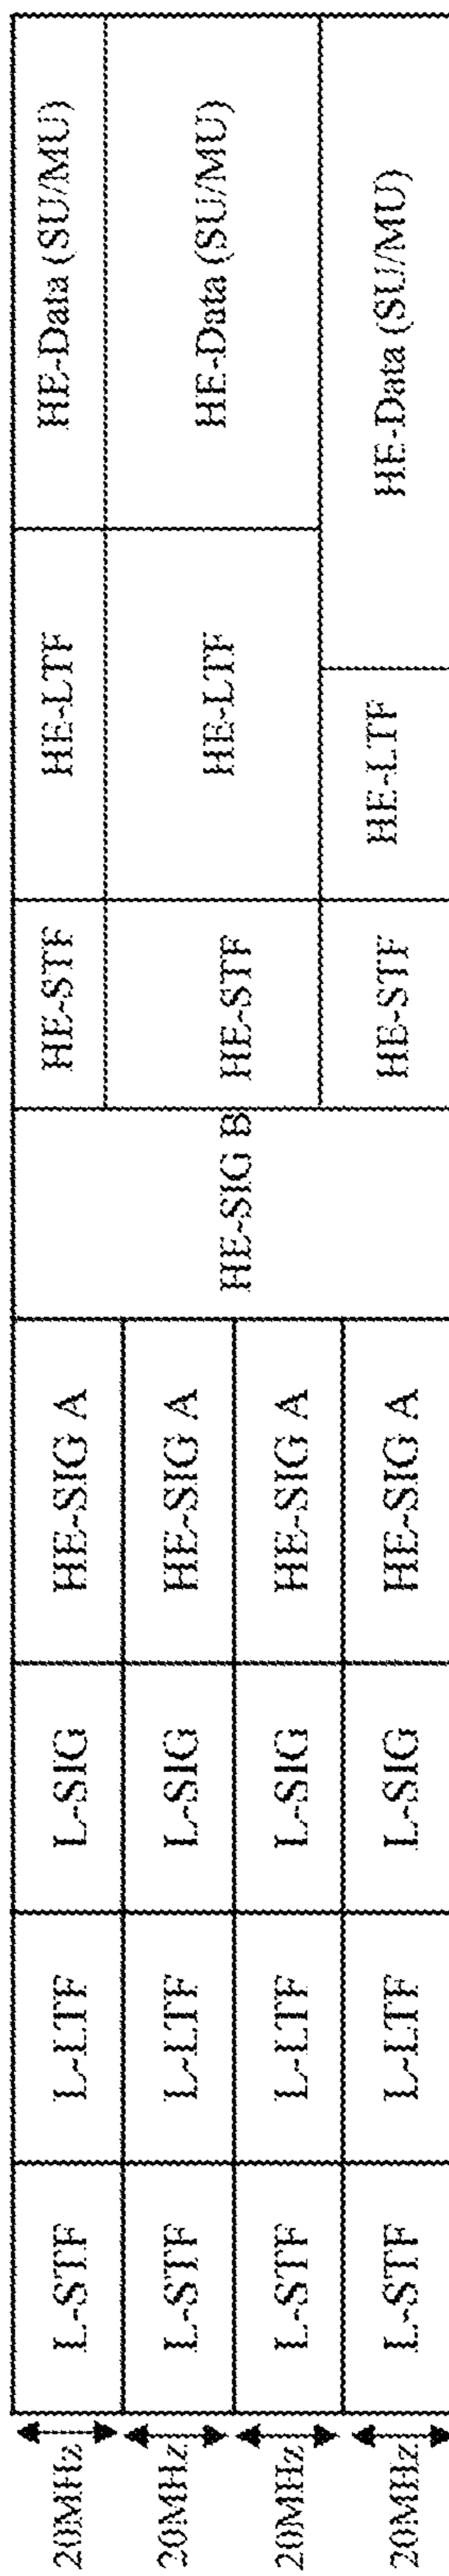 20MHz
L-STF
L-LTF
L-SIG
HE-SIG A
HE-STF
HE-LTF
HE-Data (SU/MU)
20MHz
L-STF
L-LTF
L-SIG
HE-SIG A
HE-SIG B
HE-STF
HE-LTF
HE-Data (SU/MU)
20MHz
L-STF
L-LTF
L-SIG
HE-SIG A
20MHz
L-STF
L-LTF
L-SIG
HE-SIG A
HE-STF
HE-LTF
HE-Data (SU/MU)